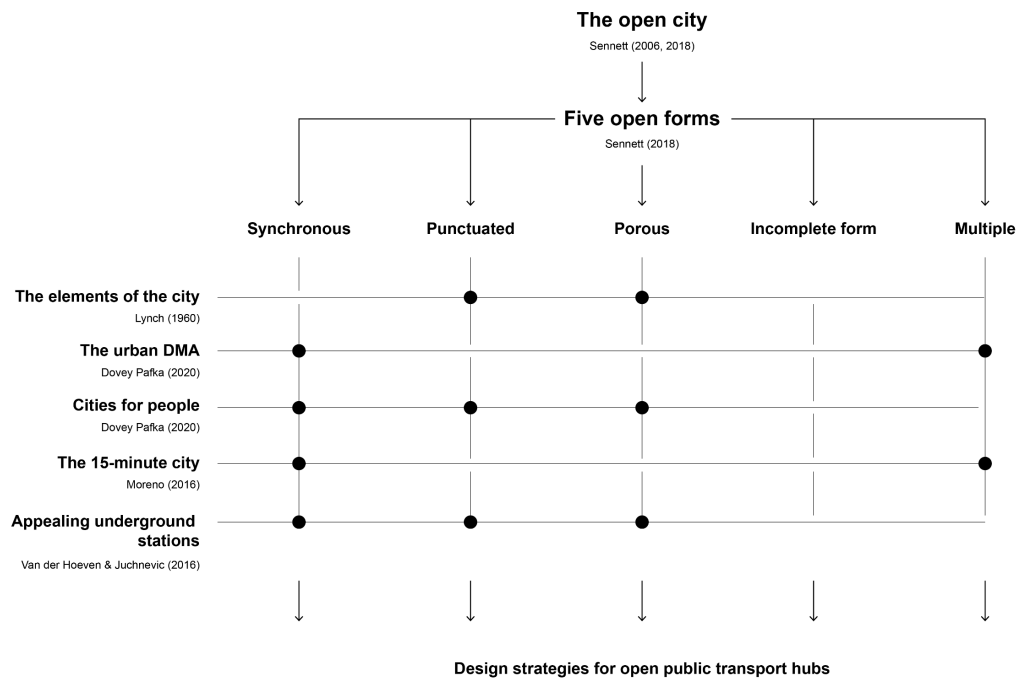 The open city
Sennett (2006, 2018)
Five open forms
Sennett (2018)
Synchronous
Punctuated
Porous
Incomplete form
Multiple
The elements of the city
Lynch (1960)
The urban DMA
Dovey Pafka (2020)
Cities for people
Dovey Pafka (2020)
The 15-minute city
Moreno (2016)
Appealing underground
stations
Van der Hoeven & Juchnevic (2016)
Design strategies for open public transport hubs